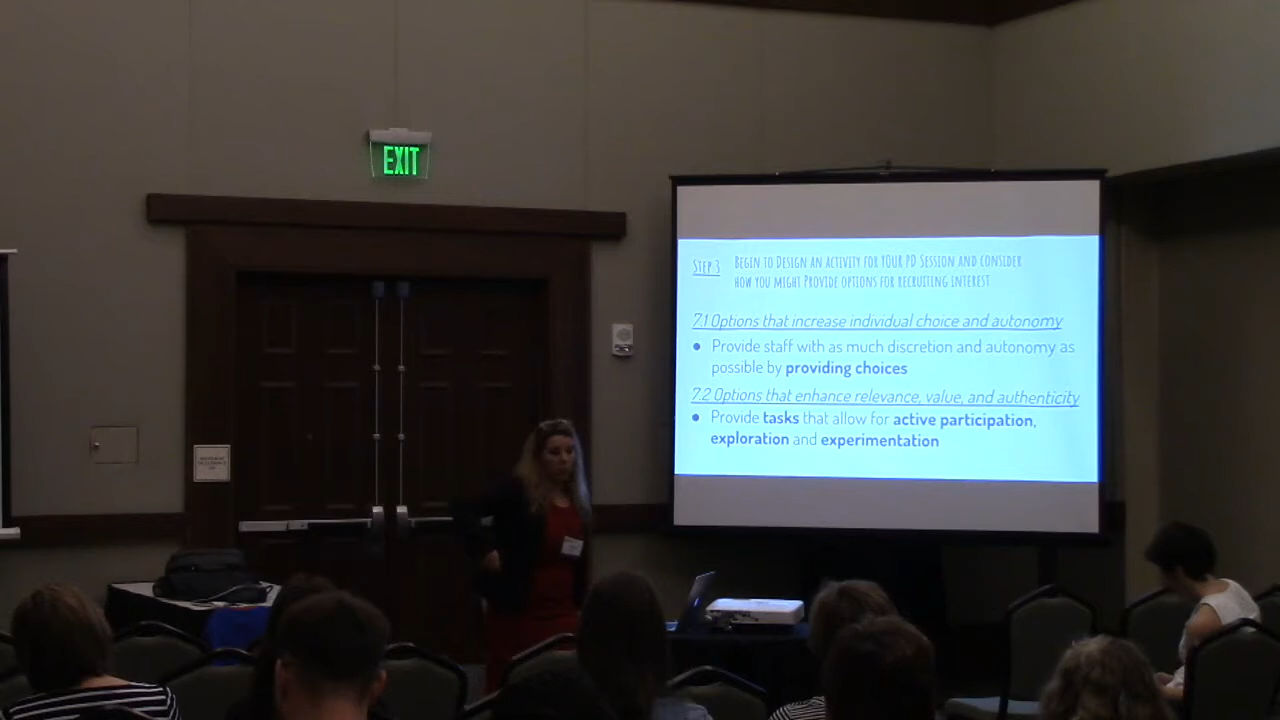 EXIT
Step 3 Begin to Design an activity for YOUR PD Session and consider
how you might Provide options for recruiting interest
7.1 Options that increase individual choice and autonomy
● Provide staff with as much discretion and autonomy as
possible by providing choices
7.2 Options that enhance relevance, value, and authenticity
● Provide tasks that allow for active participation,
exploration and experimentation